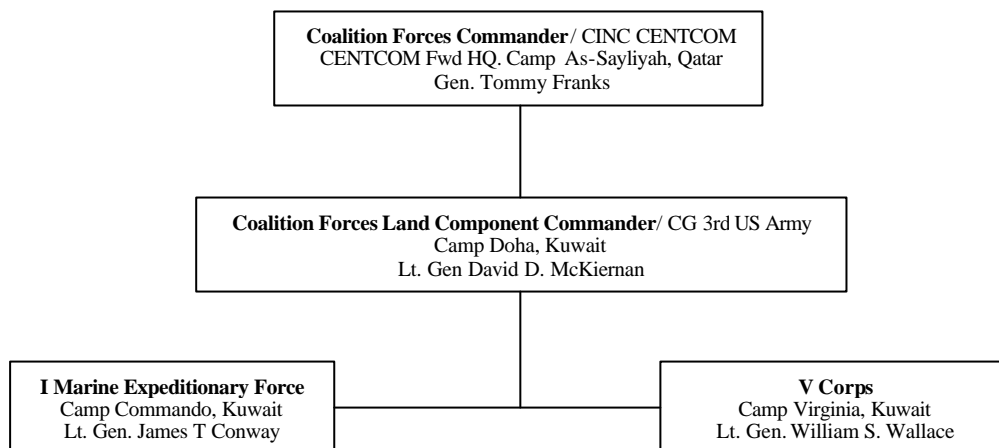 Coalition Forces Commander/ CINC CENTCOM
CENTCOM Fwd HQ. Camp As-Sayliyah, Qatar
Gen. Tommy Franks
Coalition Forces Land Component Commander/ CG 3rd US Army
Camp Doha, Kuwait
Lt. Gen David D. McKiernan
I Marine Expeditionary Force
Camp Commando, Kuwait
Lt. Gen. James T Conway
V Corps
Camp Virginia, Kuwait
Lt. Gen. William S. Wallace